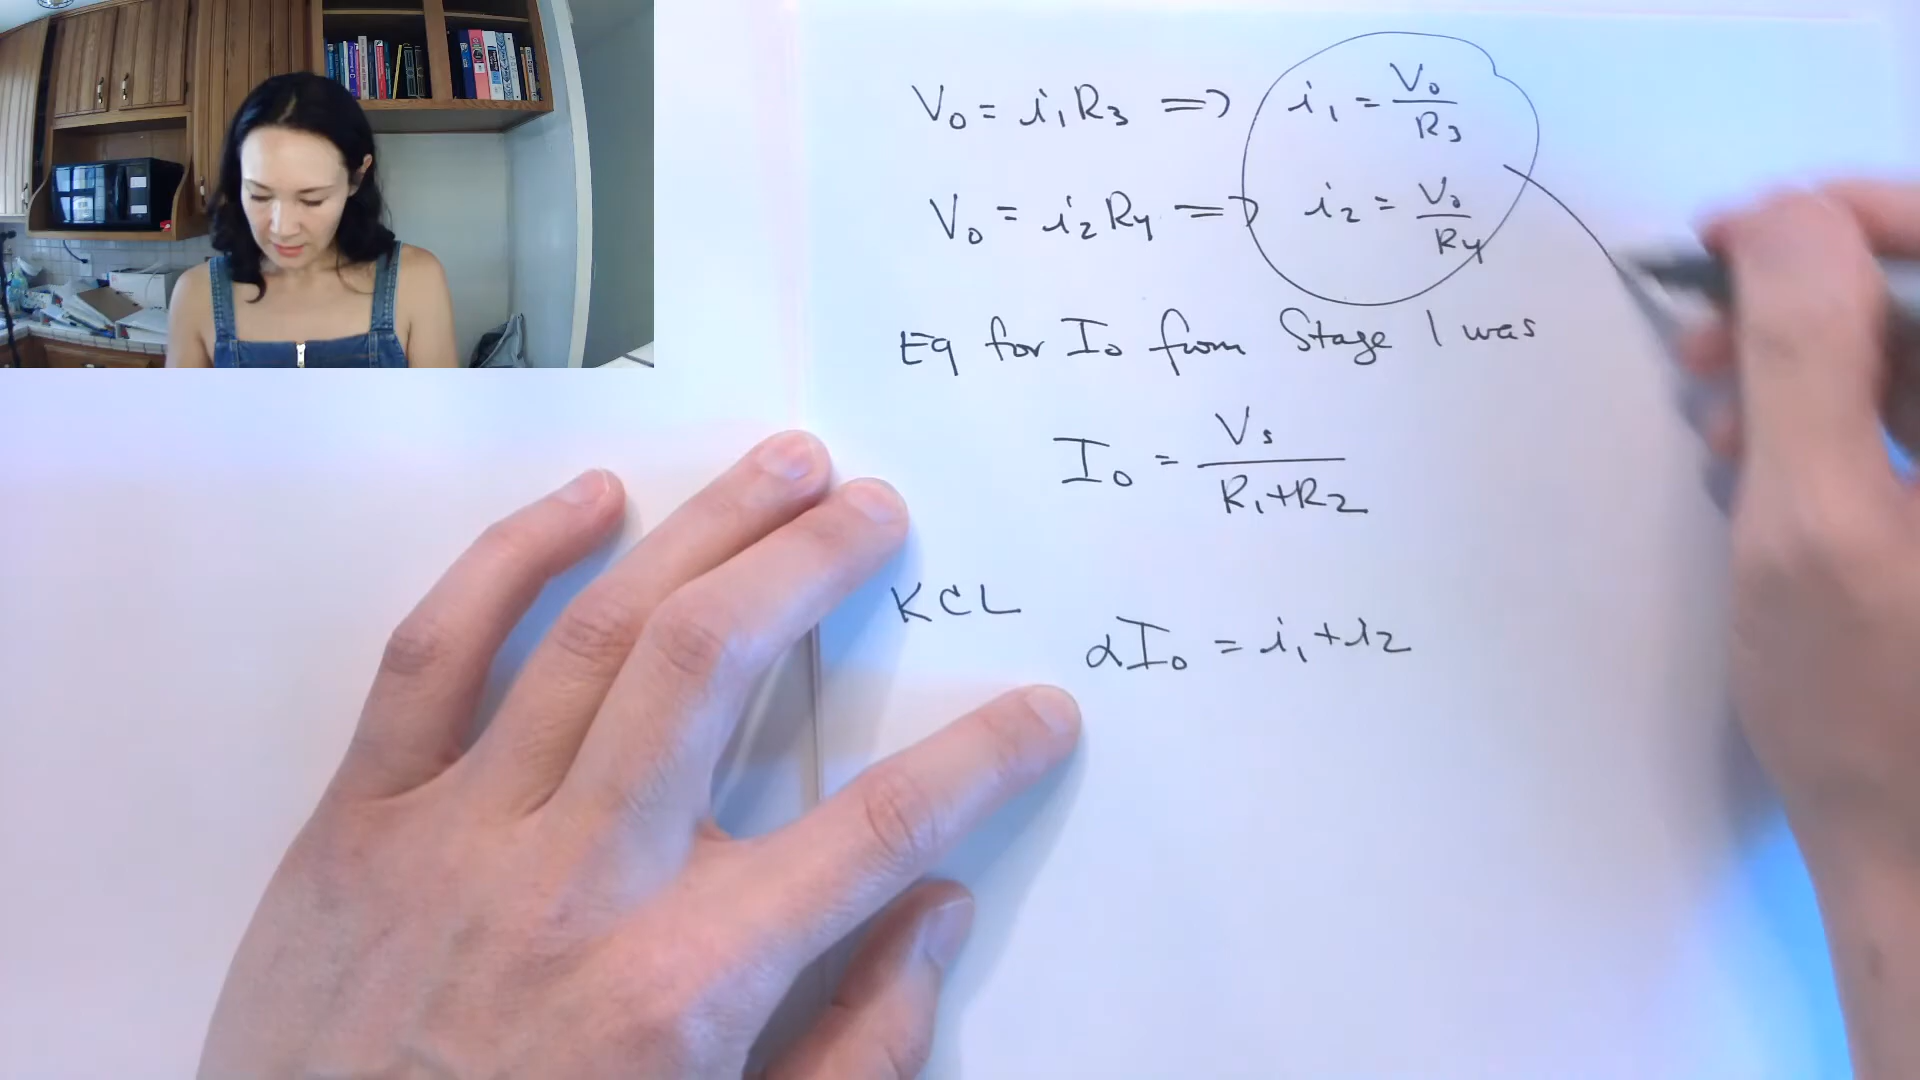 V₀ = i₁R₃ ⇒ i₁ = V₀/R₃
V₀ = i₂R₄ ⇒ i₂ = V₀/R₄
Eq for I₀ from Stage 1 was
I₀ = Vₛ/(R₁+R₂)
KCL
αI₀ = i₁+i₂